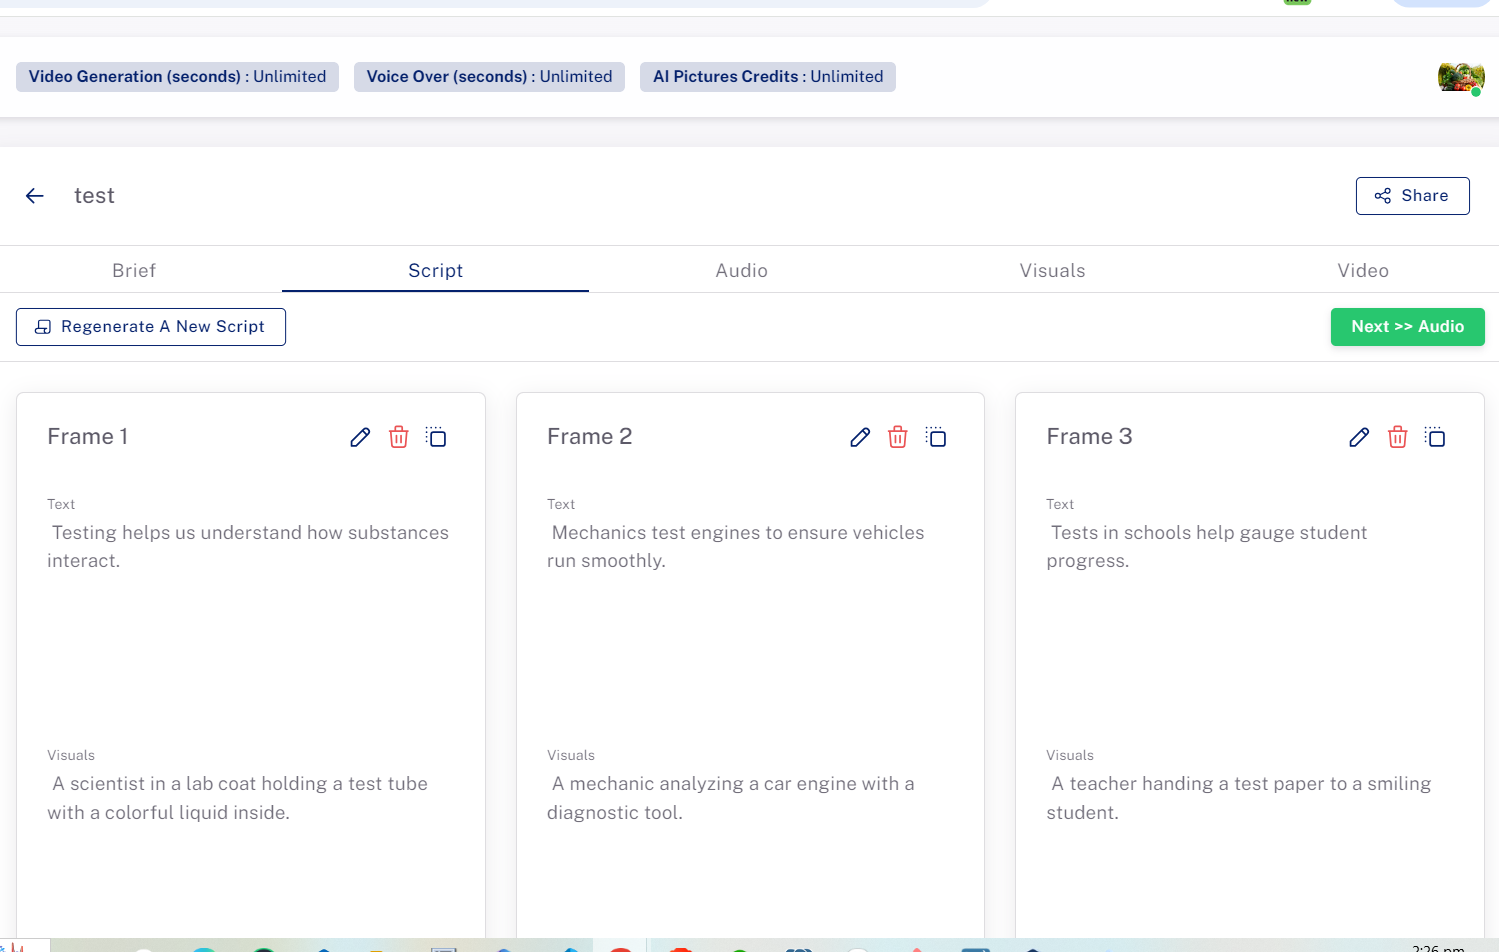 Video Generation (seconds) : Unlimited
Voice Over (seconds) : Unlimited
AI Pictures Credits : Unlimited
test
Share
Brief
Script
Audio
Visuals
Video
Regenerate A New Script
Next >> Audio
Frame 1
Text
Testing helps us understand how substances
interact.
Visuals
A scientist in a lab coat holding a test tube
with a colorful liquid inside.
Frame 2
Text
Mechanics test engines to ensure vehicles
run smoothly.
Visuals
A mechanic analyzing a car engine with a
diagnostic tool.
Frame 3
Text
Tests in schools help gauge student
progress.
Visuals
A teacher handing a test paper to a smiling
student.
2:26 pm